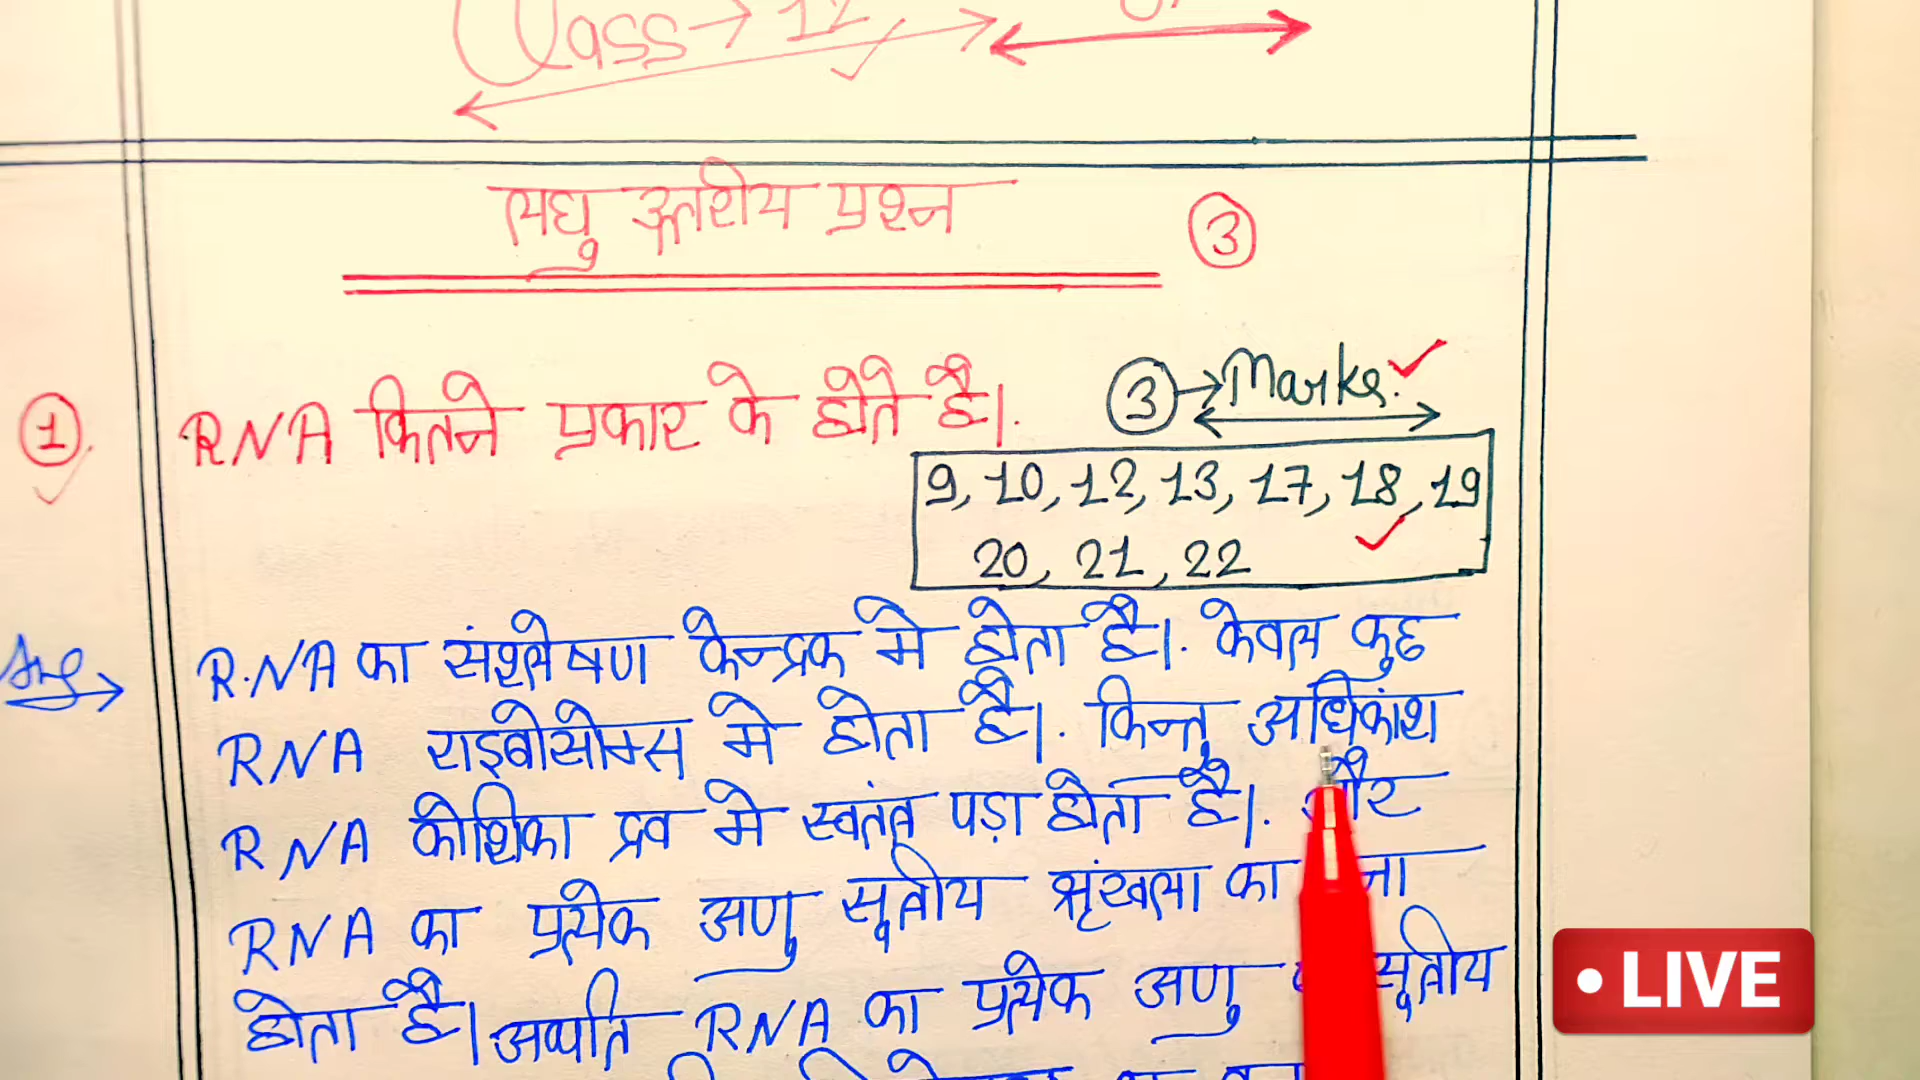 Class → 12
लघु उत्तरीय प्रश्न ③
① RNA कितने प्रकार के होते है।. ③→Marks.
9, 10, 12, 13, 17, 18, 19
20, 21, 22
Ans RNA का संश्लेषण केन्द्रक मे होता है।. केवल कुछ
RNA राइबोसोम्स मे होता है।. किन्तु अधिकांश
RNA कोशिका द्रव मे स्वतंत्र पड़ा होता है।. और
RNA का प्रत्येक अणु सूत्रीय श्रृंखला का
होता है। अर्थात RNA का प्रत्येक अणु सूत्रीय
• LIVE